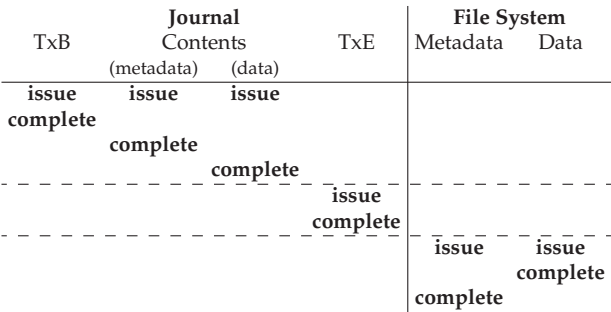 Journal File System
TxB Contents TxE Metadata Data
(metadata) (data)
issue issue issue
complete
complete
complete
issue
complete
issue issue
complete
complete